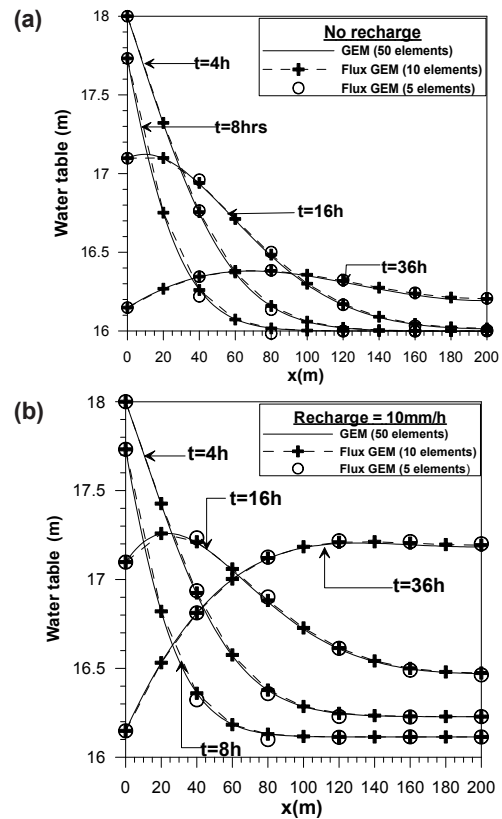 (a)
No recharge
GEM (50 elements)
Flux GEM (10 elements)
Flux GEM (5 elements)
t=4h
t=8hrs
t=16h
t=36h
Water table (m)
18
17.5
17
16.5
16
0 20 40 60 80 100 120 140 160 180 200
x(m)
(b)
Recharge = 10mm/h
GEM (50 elements)
Flux GEM (10 elements)
Flux GEM (5 elements)
t=4h
t=16h
t=36h
t=8h
Water table (m)
18
17.5
17
16.5
16
0 20 40 60 80 100 120 140 160 180 200
x(m)